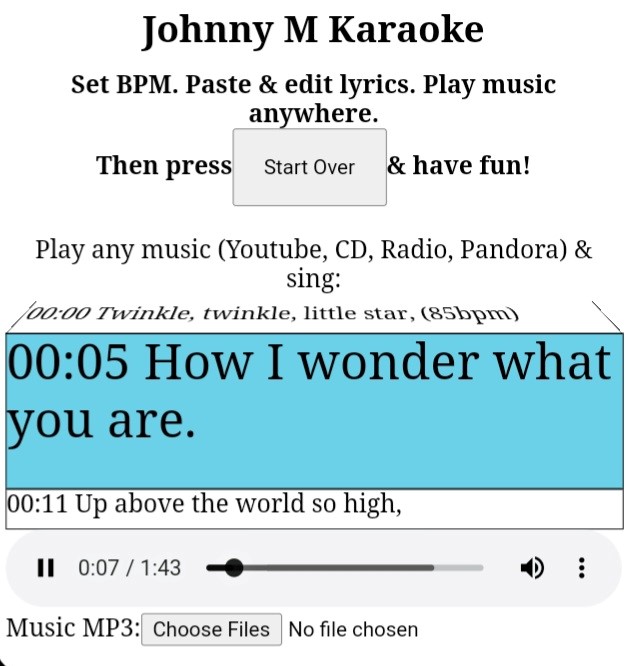 Johnny M Karaoke
Set BPM. Paste & edit lyrics. Play music
anywhere.
Then press Start Over & have fun!
Play any music (Youtube, CD, Radio, Pandora) &
sing:
00:00 Twinkle, twinkle, little star, (85bpm)
00:05 How I wonder what
you are.
00:11 Up above the world so high,
0:07 / 1:43
Music MP3: Choose Files No file chosen